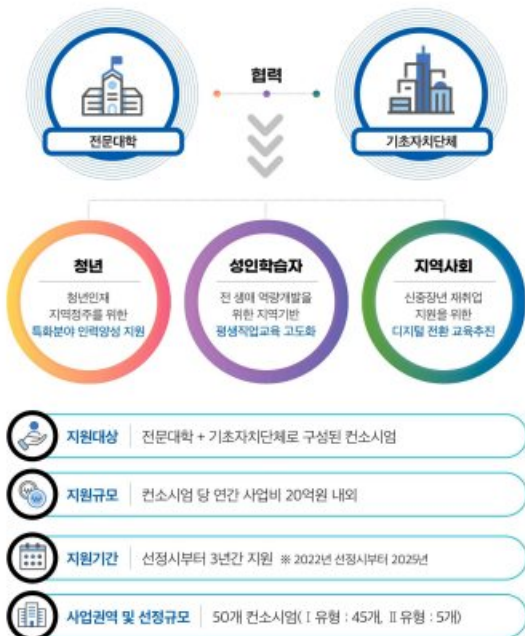 협력
전문대학
기초자치단체
청년
청년인재
지역정주를 위한
특화분야 인력양성 지원
성인학습자
전 생애 역량개발을
위한 지역기반
평생직업교육 고도화
지역사회
신중장년 재취업
지원을 위한
디지털 전환 교육추진
지원대상 전문대학 + 기초자치단체로 구성된 컨소시엄
지원규모 컨소시엄 당 연간 사업비 20억원 내외
지원기간 선정시부터 3년간 지원 ※ 2022년 선정시부터 2025년
사업권역 및 선정규모 50개 컨소시엄(Ⅰ유형 : 45개, Ⅱ유형 : 5개)